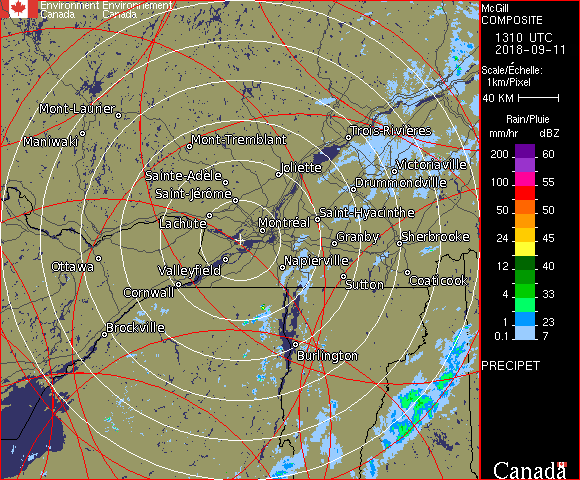 Environment Environnement
Canada Canada
McGill
COMPOSITE
1310 UTC
2018-09-11
Scale/Échelle:
1km/Pixel
40 KM
Rain/Pluie
mm/hr dBZ
200 60
100 55
50 50
24 45
12 40
4 33
1 23
0.1 7
PRECIPET
Canada
Mont-Laurier
Maniwaki
Mont-Tremblant
Trois-Rivières
Sainte-Adèle
Joliette
Victoriaville
Saint-Jérôme
Drummondville
Lachute
Montréal
Saint-Hyacinthe
Granby
Sherbrooke
Ottawa
Valleyfield
Napierville
Cornwall
Sutton
Coaticook
Brockville
Burlington